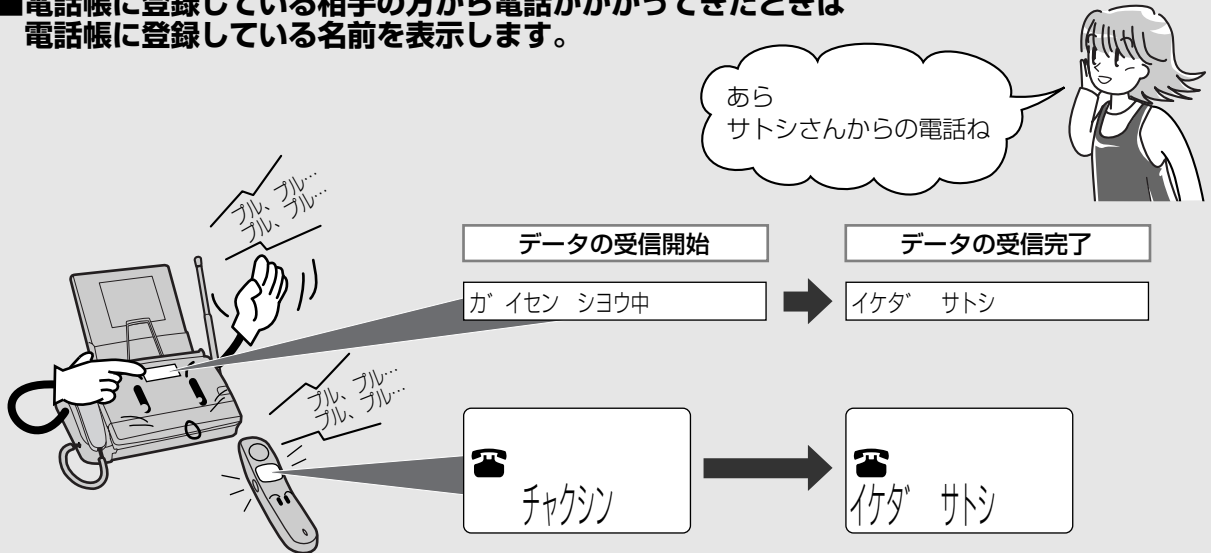 ■電話帳に登録している相手の方から電話がかかってきたときは
電話帳に登録している名前を表示します。
あら
サトシさんからの電話ね
プル、プル…
プル、プル…
データの受信開始
データの受信完了
ガイセン シヨウ中
イケダ サトシ
プル、プル…
プル、プル…
チャクシン
イケダ サトシ